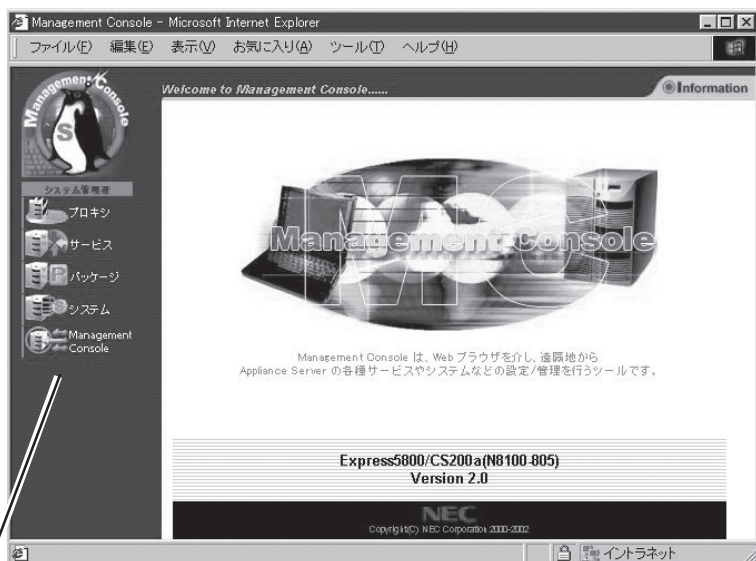 Management Console - Microsoft Internet Explorer
ファイル(F) 編集(E) 表示(V) お気に入り(A) ツール(T) ヘルプ(H)
Management Console
S
Welcome to Management Console......
Information
システム管理者
プロキシ
サービス
パッケージ
システム
Management
Console
MC
Management Console
Management Console は、Web ブラウザを介し、遠隔地から
Appliance Server の各種サービスやシステムなどの設定/管理を行うツールです。
Express5800/CS200a(N8100-805)
Version 2.0
NEC
Copyright(C) NEC Corporation 2000-2002
イントラネット